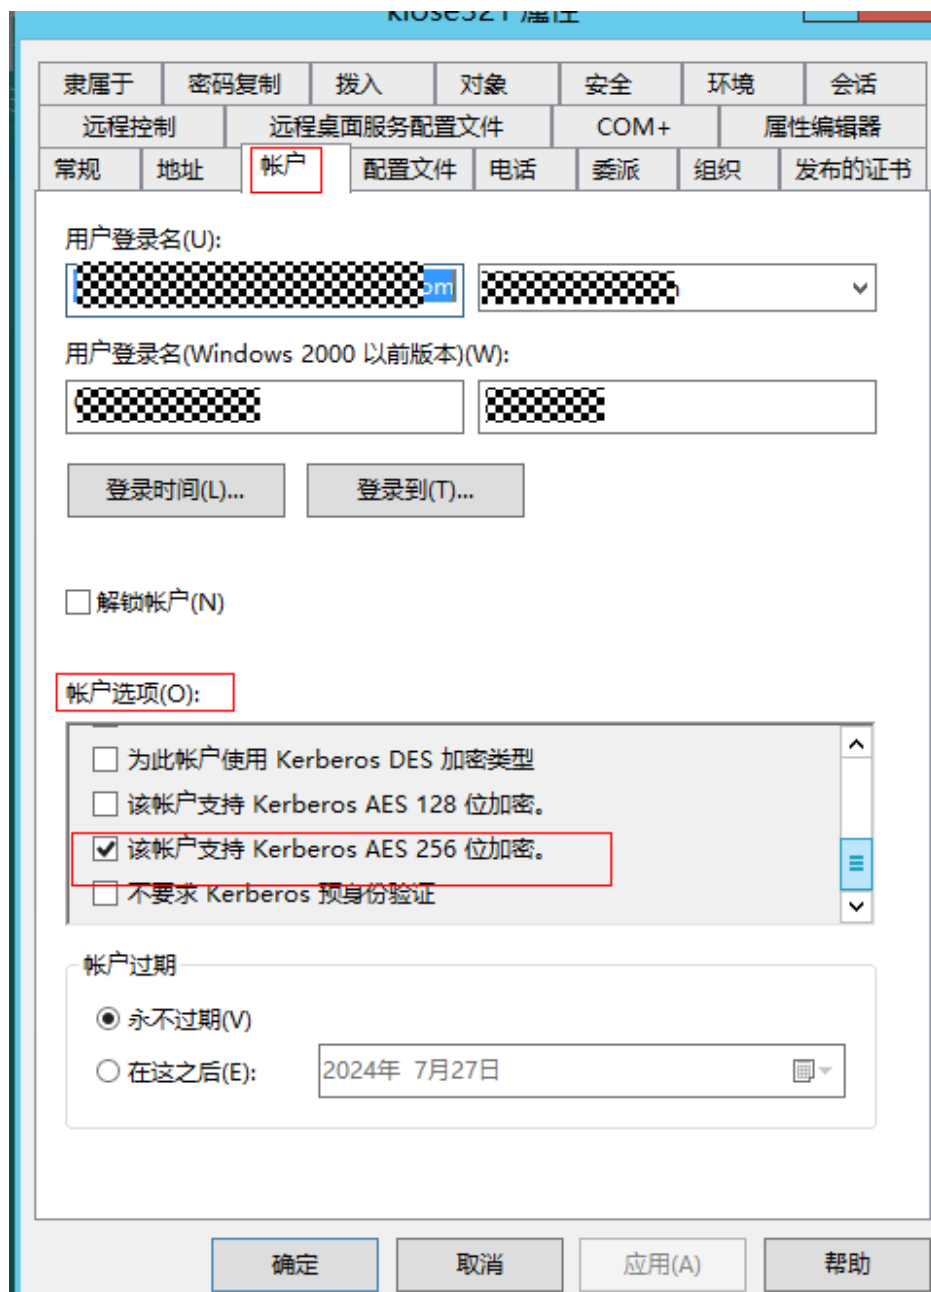 klose321 属性
隶属于 密码复制 拨入 对象 安全 环境 会话
远程控制 远程桌面服务配置文件 COM+ 属性编辑器
常规 地址 帐户 配置文件 电话 委派 组织 发布的证书
用户登录名(U):
om
用户登录名(Windows 2000 以前版本)(W):
登录时间(L)... 登录到(T)...
解锁帐户(N)
帐户选项(O):
为此帐户使用 Kerberos DES 加密类型
该帐户支持 Kerberos AES 128 位加密。
该帐户支持 Kerberos AES 256 位加密。
不要求 Kerberos 预身份验证
帐户过期
永不过期(V)
在这之后(E): 2024年 7月27日
确定 取消 应用(A) 帮助